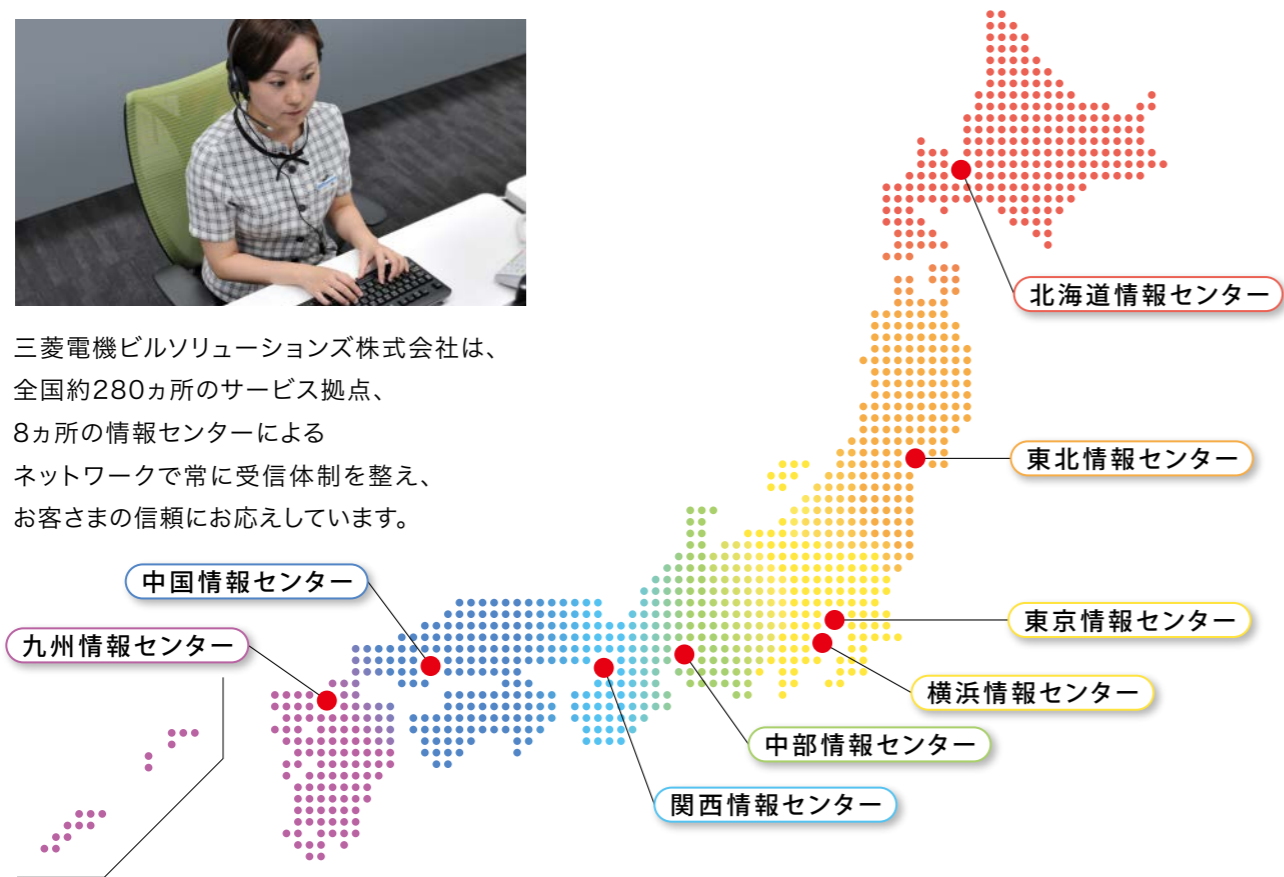 三菱電機ビルソリューションズ株式会社は、
全国約280ヵ所のサービス拠点、
8ヵ所の情報センターによる
ネットワークで常に受信体制を整え、
お客さまの信頼にお応えしています。
北海道情報センター
東北情報センター
東京情報センター
横浜情報センター
中部情報センター
関西情報センター
中国情報センター
九州情報センター